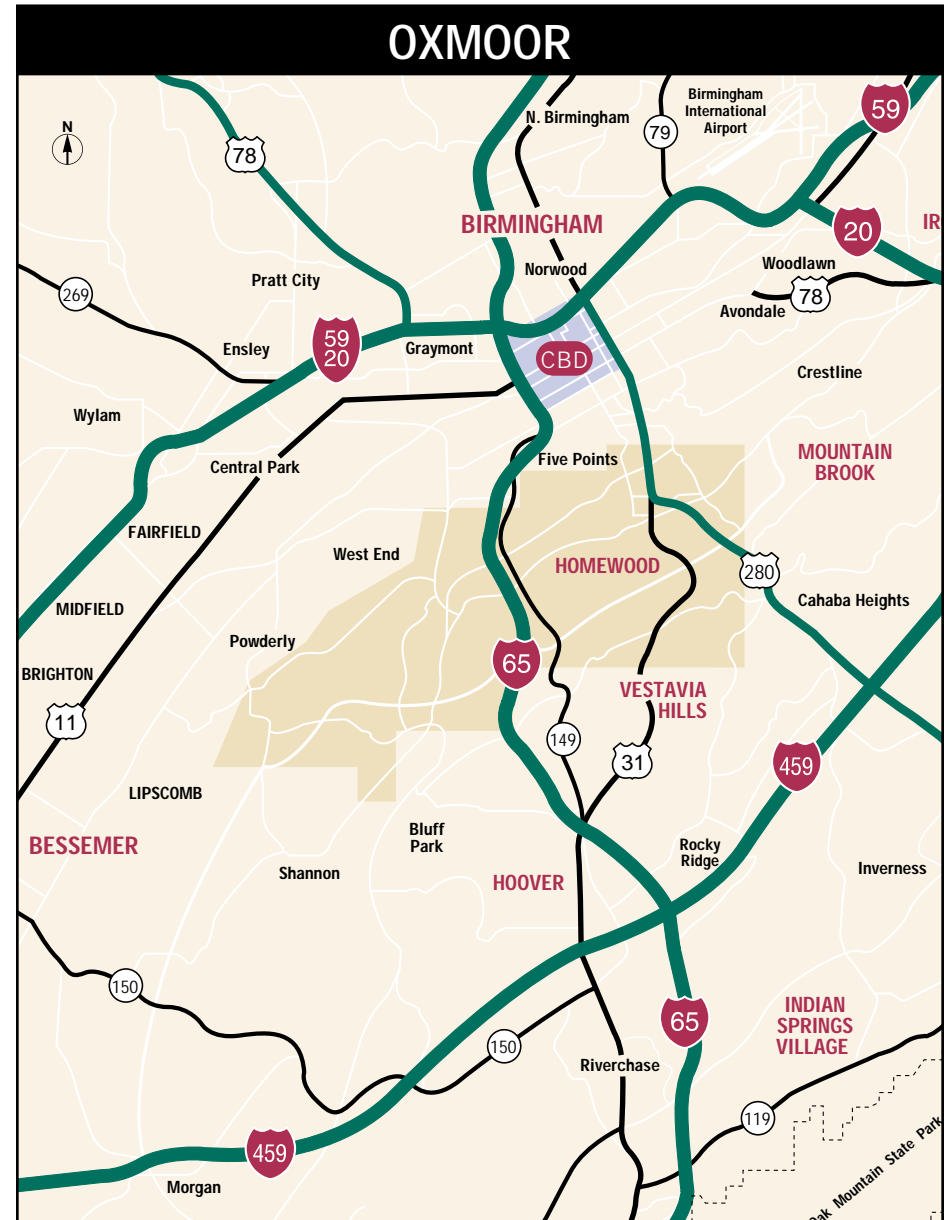 OXMOOR
N
N. Birmingham
79
Birmingham
International
Airport
59
78
BIRMINGHAM
20
IR
Norwood
Woodlawn
78
Avondale
Pratt City
269
59
20
Ensley
Graymont
CBD
Crestline
Wylam
Central Park
Five Points
MOUNTAIN
BROOK
FAIRFIELD
West End
HOMEWOOD
280
MIDFIELD
Cahaba Heights
Powderly
65
BRIGHTON
VESTAVIA
HILLS
11
149
31
459
LIPSCOMB
BESSEMER
Bluff
Park
Rocky
Ridge
Shannon
HOOVER
Inverness
150
65
INDIAN
SPRINGS
VILLAGE
150
Riverchase
119
459
Morgan
Mountain State Park